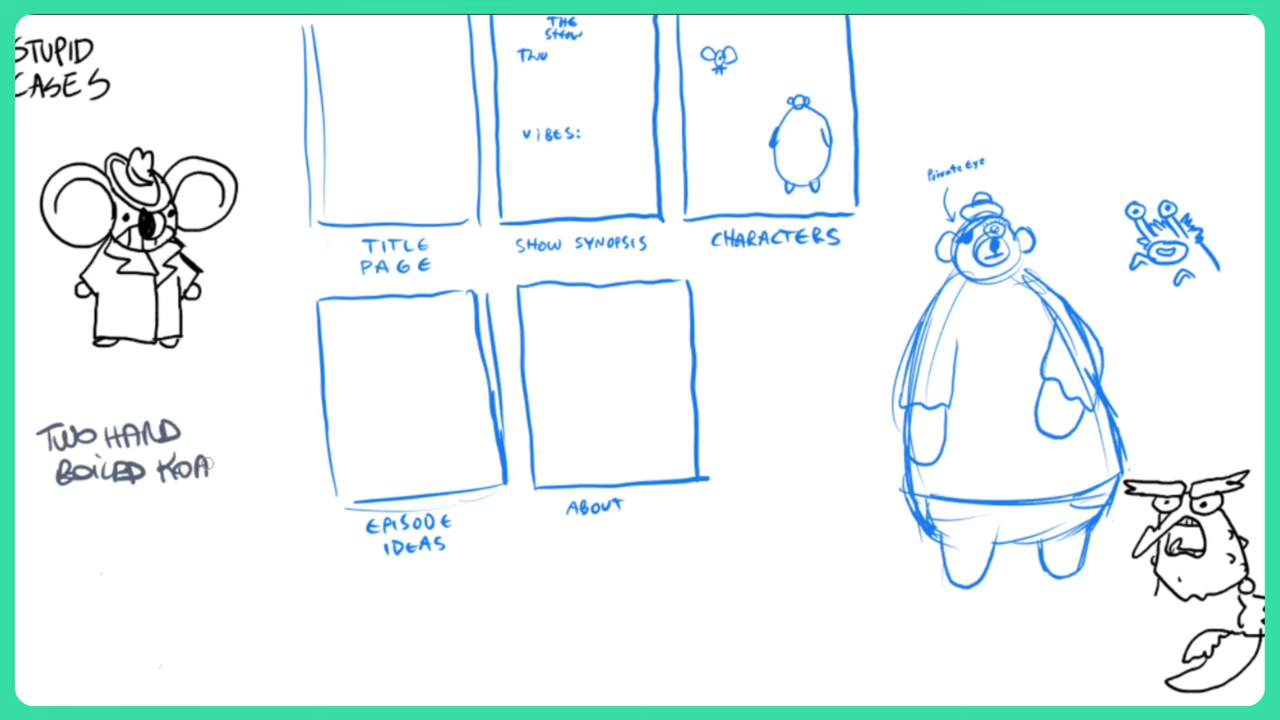 STUPID
CASES
THE
SHOW
TWO
VIBES:
Private Eye
TITLE
PAGE
SHOW SYNOPSIS
CHARACTERS
TWO HARD
BOILED KOA
EPISODE
IDEAS
ABOUT